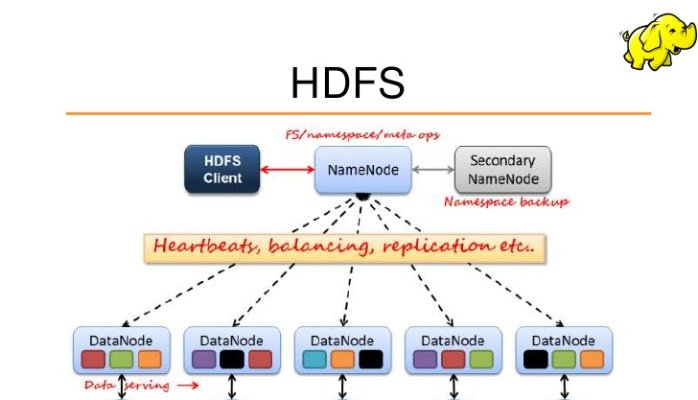 HDFS
FS/namespace/meta ops
HDFS
Client
NameNode
Secondary
NameNode
Namespace backup
Heartbeats, balancing, replication etc..
DataNode
DataNode
DataNode
DataNode
DataNode
Data serving